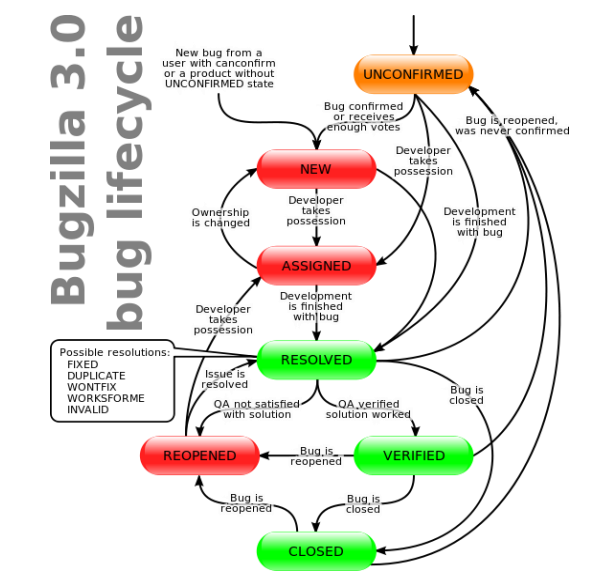 Bugzilla 3.0
bug lifecycle
New bug from a
user with canconfirm
or a product without
UNCONFIRMED state
UNCONFIRMED
Bug confirmed
or receives
enough votes
Bug is reopened,
was never confirmed
Developer
takes
possession
NEW
Developer
takes
possession
Ownership
is changed
Development
is finished
with bug
ASSIGNED
Development
is finished
with bug
Developer
takes
possession
Possible resolutions:
FIXED
DUPLICATE
WONTFIX
WORKSFORME
INVALID
RESOLVED
Issue is
resolved
Bug is
closed
QA not satisfied
with solution
QA verified
solution worked
REOPENED
Bug is
reopened
VERIFIED
Bug is
reopened
Bug is
closed
CLOSED